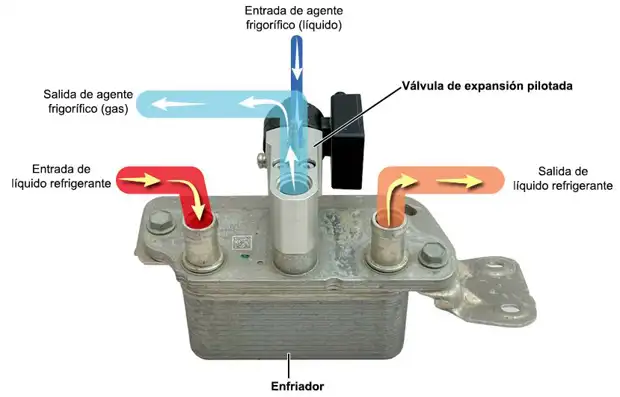 Entrada de agente
frigorífico (líquido)
Salida de agente
frigorífico (gas)
Válvula de expansión pilotada
Entrada de
líquido refrigerante
Salida de
líquido refrigerante
Enfriador